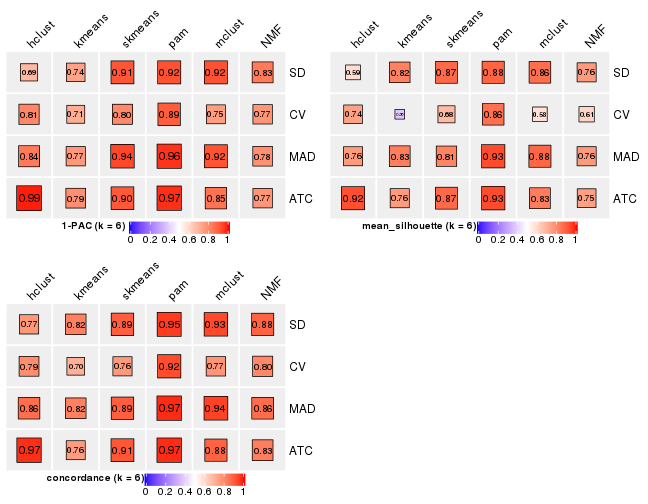 hclust kmeans skmeans pam mclust NMF
0.69 0.74 0.91 0.92 0.92 0.83 SD
0.81 0.71 0.80 0.89 0.75 0.77 CV
0.84 0.77 0.94 0.96 0.92 0.78 MAD
0.99 0.79 0.90 0.97 0.85 0.77 ATC
1-PAC (k = 6)
0 0.2 0.4 0.6 0.8 1
hclust kmeans skmeans pam mclust NMF
0.59 0.82 0.87 0.88 0.86 0.76 SD
0.74 0.68 0.86 0.58 0.61 CV
0.76 0.83 0.81 0.93 0.88 0.76 MAD
0.92 0.76 0.87 0.93 0.83 0.75 ATC
mean_silhouette (k = 6)
0 0.2 0.4 0.6 0.8 1
hclust kmeans skmeans pam mclust NMF
0.77 0.82 0.89 0.95 0.93 0.88 SD
0.79 0.70 0.76 0.92 0.77 0.80 CV
0.86 0.82 0.89 0.97 0.94 0.86 MAD
0.97 0.76 0.91 0.97 0.88 0.83 ATC
concordance (k = 6)
0 0.2 0.4 0.6 0.8 1